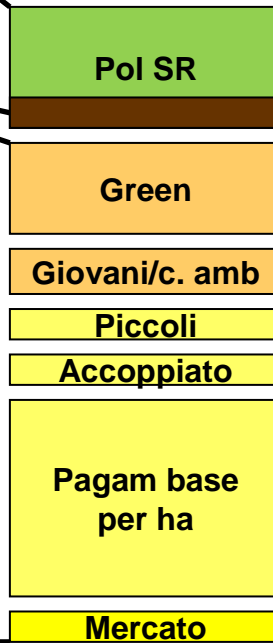 Pol SR
Green
Giovani/c. amb
Piccoli
Accoppiato
Pagam base
per ha
Mercato